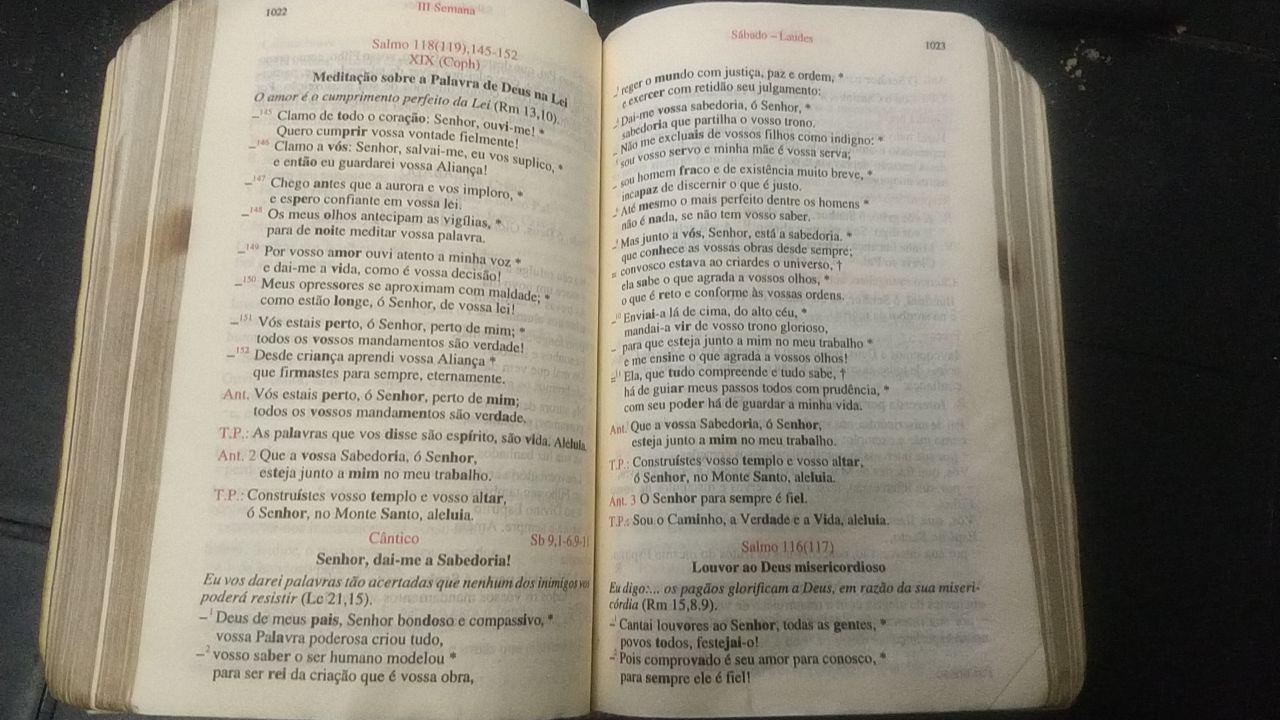 1022
III Semana
Salmo 118(119),145-152
XIX (Coph)
Meditação sobre a Palavra de Deus na Lei
O amor é o cumprimento perfeito da Lei (Rm 13,10).
–145 Clamo de todo o coração: Senhor, ouvi-me! *
Quero cumprir vossa vontade fielmente!
–146 Clamo a vós: Senhor, salvai-me, eu vos suplico, *
e então eu guardarei vossa Aliança!
–147 Chego antes que a aurora e vos imploro, *
e espero confiante em vossa lei.
–148 Os meus olhos antecipam as vigílias, *
para de noite meditar vossa palavra.
–149 Por vosso amor ouvi atento a minha voz *
e dai-me a vida, como é vossa decisão!
–150 Meus opressores se aproximam com maldade; *
como estão longe, ó Senhor, de vossa lei!
–151 Vós estais perto, ó Senhor, perto de mim; *
todos os vossos mandamentos são verdade!
–152 Desde criança aprendi vossa Aliança *
que firmastes para sempre, eternamente.
Ant. Vós estais perto, ó Senhor, perto de mim;
todos os vossos mandamentos são verdade.
T.P.: As palavras que vos disse são espírito, são vida. Aleluia.
Ant. 2 Que a vossa Sabedoria, ó Senhor,
esteja junto a mim no meu trabalho.
T.P.: Construístes vosso templo e vosso altar,
ó Senhor, no Monte Santo, aleluia.
Cântico Sb 9,1-6.9-11
Senhor, dai-me a Sabedoria!
Eu vos darei palavras tão acertadas que nenhum dos inimigos vos
poderá resistir (Lc 21,15).
–1 Deus de meus pais, Senhor bondoso e compassivo, *
vossa Palavra poderosa criou tudo,
–2 vosso saber o ser humano modelou *
para ser rei da criação que é vossa obra,
Sábado – Laudes
1023
–3 reger o mundo com justiça, paz e ordem, *
e exercer com retidão seu julgamento:
–4 Dai-me vossa sabedoria, ó Senhor, *
sabedoria que partilha o vosso trono.
– Não me excluais de vossos filhos como indigno: *
5 sou vosso servo e minha mãe é vossa serva;
– sou homem fraco e de existência muito breve, *
incapaz de discernir o que é justo.
–6 Até mesmo o mais perfeito dentre os homens *
não é nada, se não tem vosso saber.
–9 Mas junto a vós, Senhor, está a sabedoria. *
que conhece as vossas obras desde sempre;
= convosco estava ao criardes o universo, †
ela sabe o que agrada a vossos olhos, *
o que é reto e conforme às vossas ordens.
–10 Enviai-a lá de cima, do alto céu, *
mandai-a vir de vosso trono glorioso,
– para que esteja junto a mim no meu trabalho *
e me ensine o que agrada a vossos olhos!
=11 Ela, que tudo compreende e tudo sabe, †
há de guiar meus passos todos com prudência, *
com seu poder há de guardar a minha vida.
Ant. Que a vossa Sabedoria, ó Senhor,
esteja junto a mim no meu trabalho.
T.P.: Construístes vosso templo e vosso altar,
ó Senhor, no Monte Santo, aleluia.
Ant. 3 O Senhor para sempre é fiel.
T.P.: Sou o Caminho, a Verdade e a Vida, aleluia.
Salmo 116(117)
Louvor ao Deus misericordioso
Eu digo:... os pagãos glorificam a Deus, em razão da sua miseri-
córdia (Rm 15,8.9).
–1 Cantai louvores ao Senhor, todas as gentes, *
povos todos, festejai-o!
–2 Pois comprovado é seu amor para conosco, *
para sempre ele é fiel!